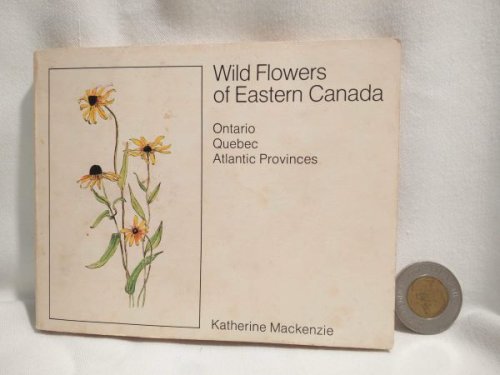 Wild Flowers
of Eastern Canada
Ontario
Quebec
Atlantic Provinces
Katherine Mackenzie